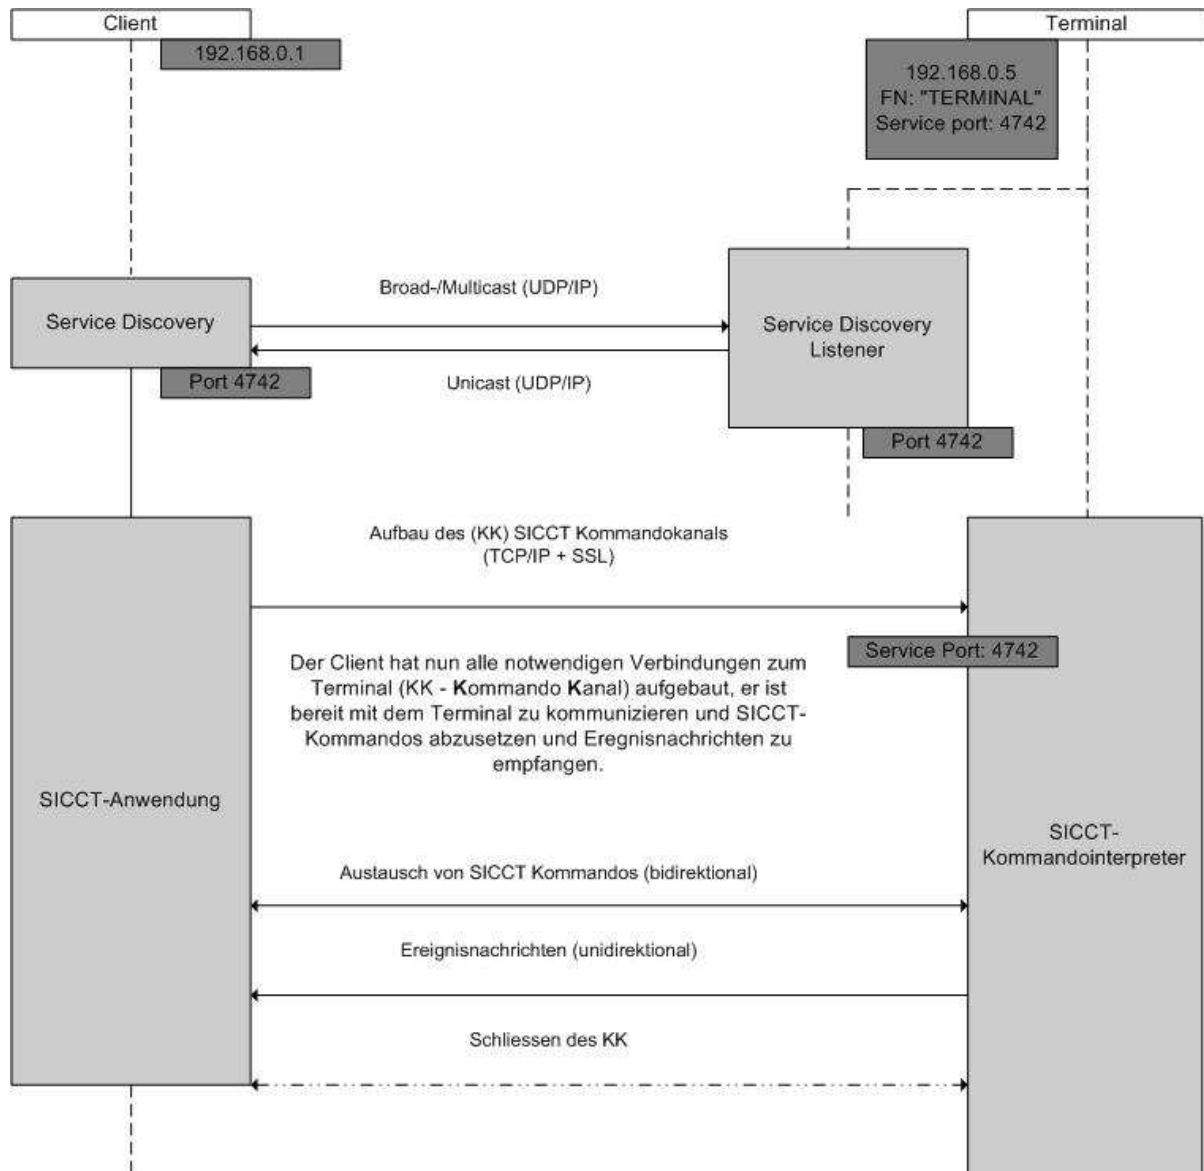 Client
Terminal
192.168.0.1
192.168.0.5
FN: "TERMINAL"
Service port: 4742
Broad-/Multicast (UDP/IP)
Service Discovery
Service Discovery
Listener
Unicast (UDP/IP)
Port 4742
Port 4742
Aufbau des (KK) SICCT Kommandokanals
(TCP/IP + SSL)
Service Port: 4742
Der Client hat nun alle notwendigen Verbindungen zum
Terminal (KK - Kommando Kanal) aufgebaut, er ist
bereit mit dem Terminal zu kommunizieren und SICCT-
Kommandos abzusetzen und Eregnisnachrichten zu
empfangen.
SICCT-Anwendung
SICCT-
Kommandointerpreter
Austausch von SICCT Kommandos (bidirektional)
Ereignisnachrichten (unidirektional)
Schliessen des KK